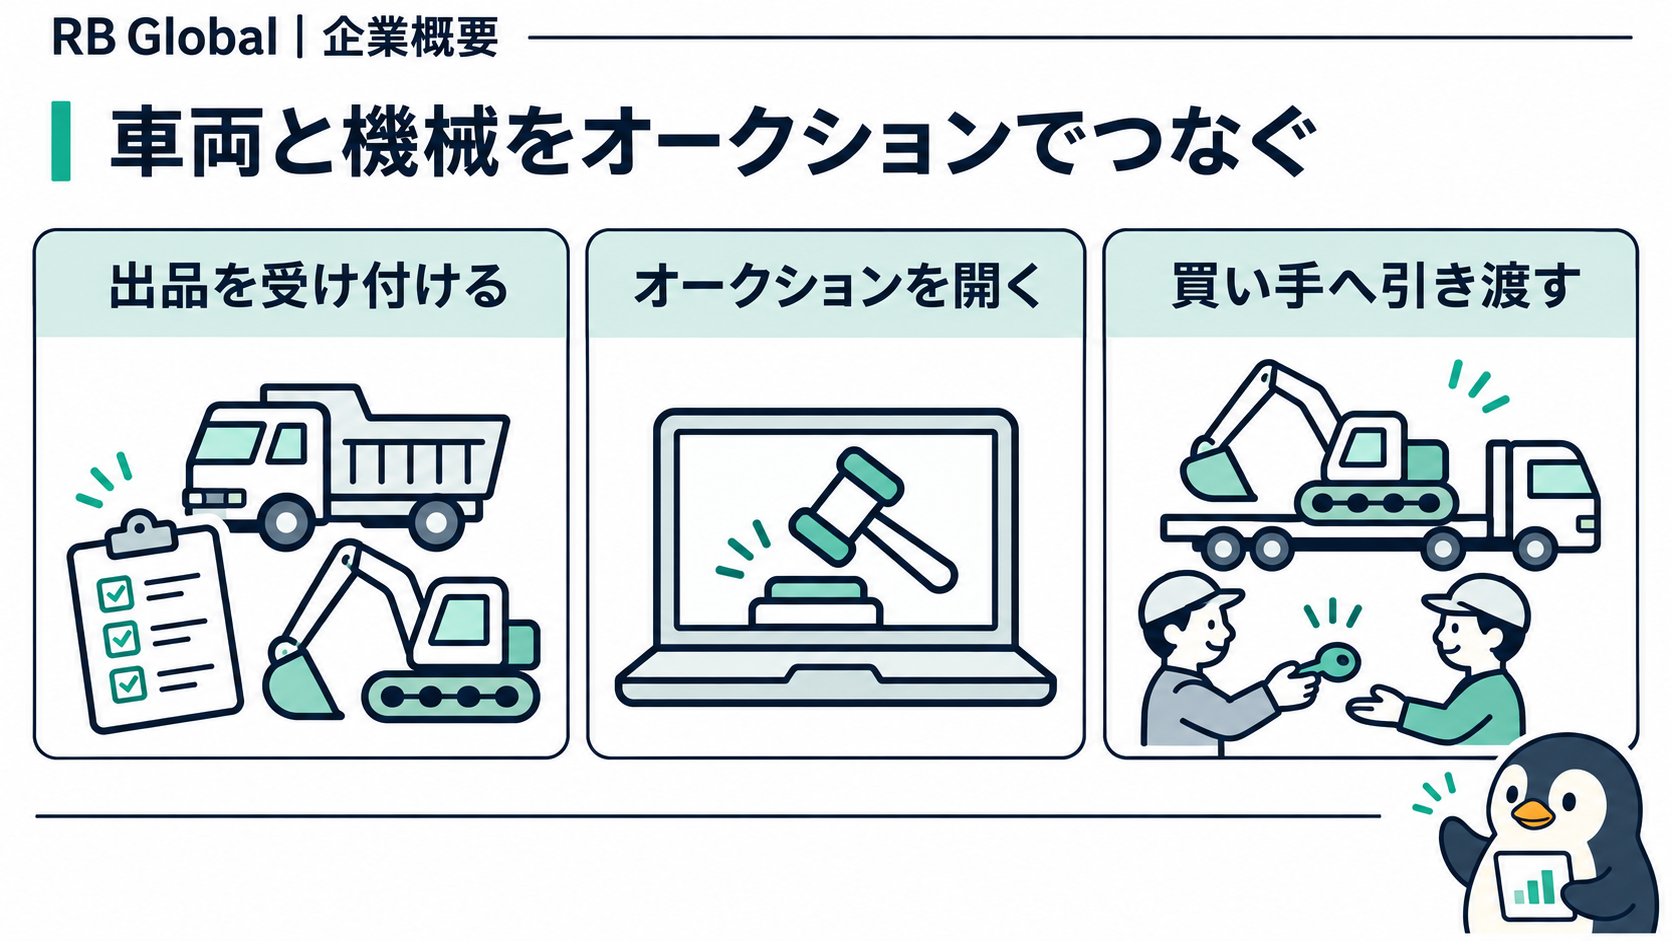 RB Global | 企業概要
車両と機械をオークションでつなぐ
出品を受け付ける
オークションを開く
買い手へ引き渡す